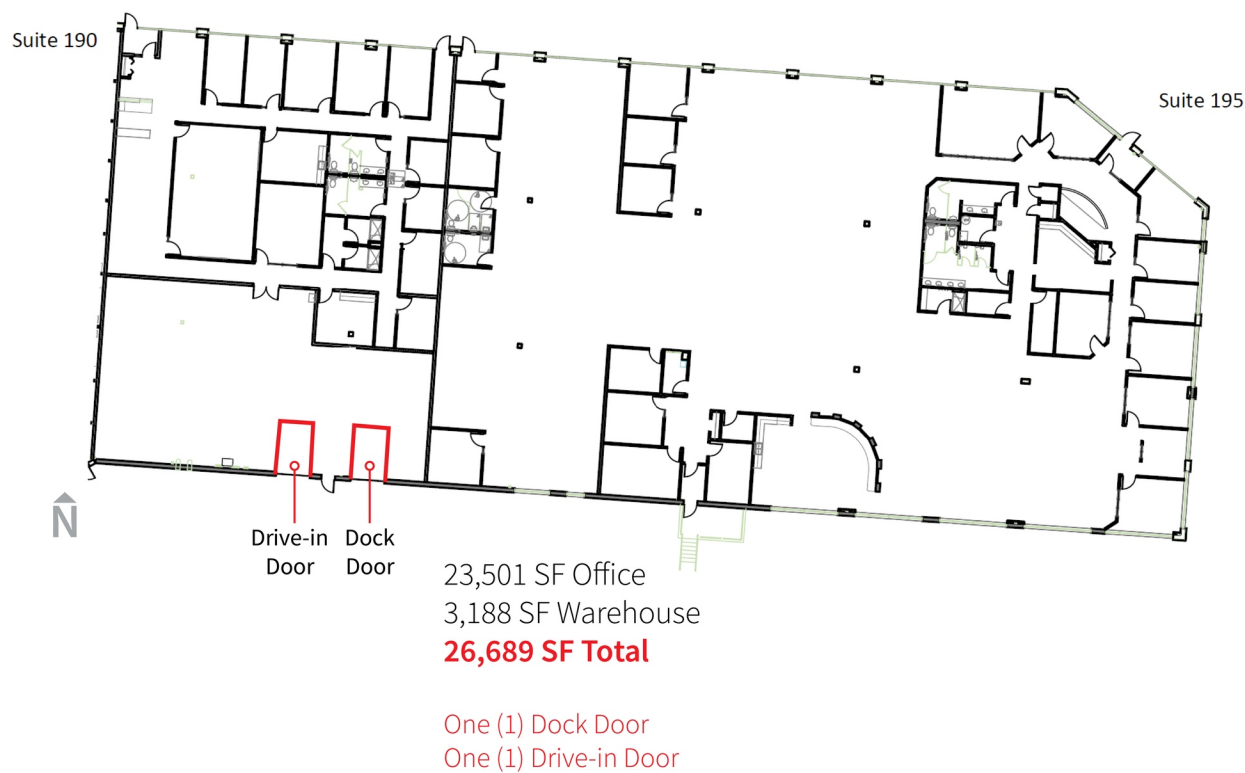 Suite 190
Suite 195
N
Drive-in
Door
Dock
Door
23,501 SF Office
3,188 SF Warehouse
26,689 SF Total
One (1) Dock Door
One (1) Drive-in Door